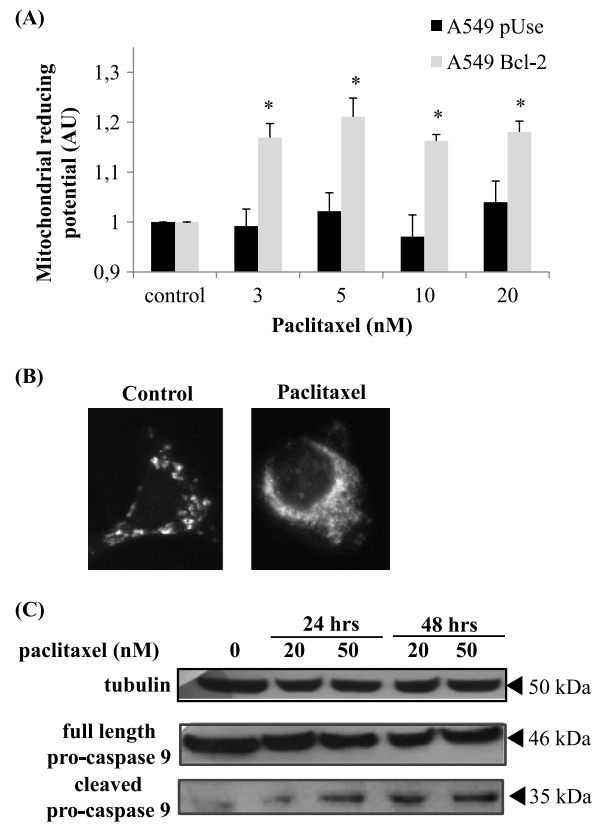 (A)
A549 pUse
A549 Bcl-2
Mitochondrial reducing
potential (AU)
1,3
1,2
1,1
1
0,9
* * * *
control 3 5 10 20
Paclitaxel (nM)
(B)
Control Paclitaxel
(C)
24 hrs 48 hrs
paclitaxel (nM) 0 20 50 20 50
tubulin 50 kDa
full length
pro-caspase 9 46 kDa
cleaved
pro-caspase 9 35 kDa